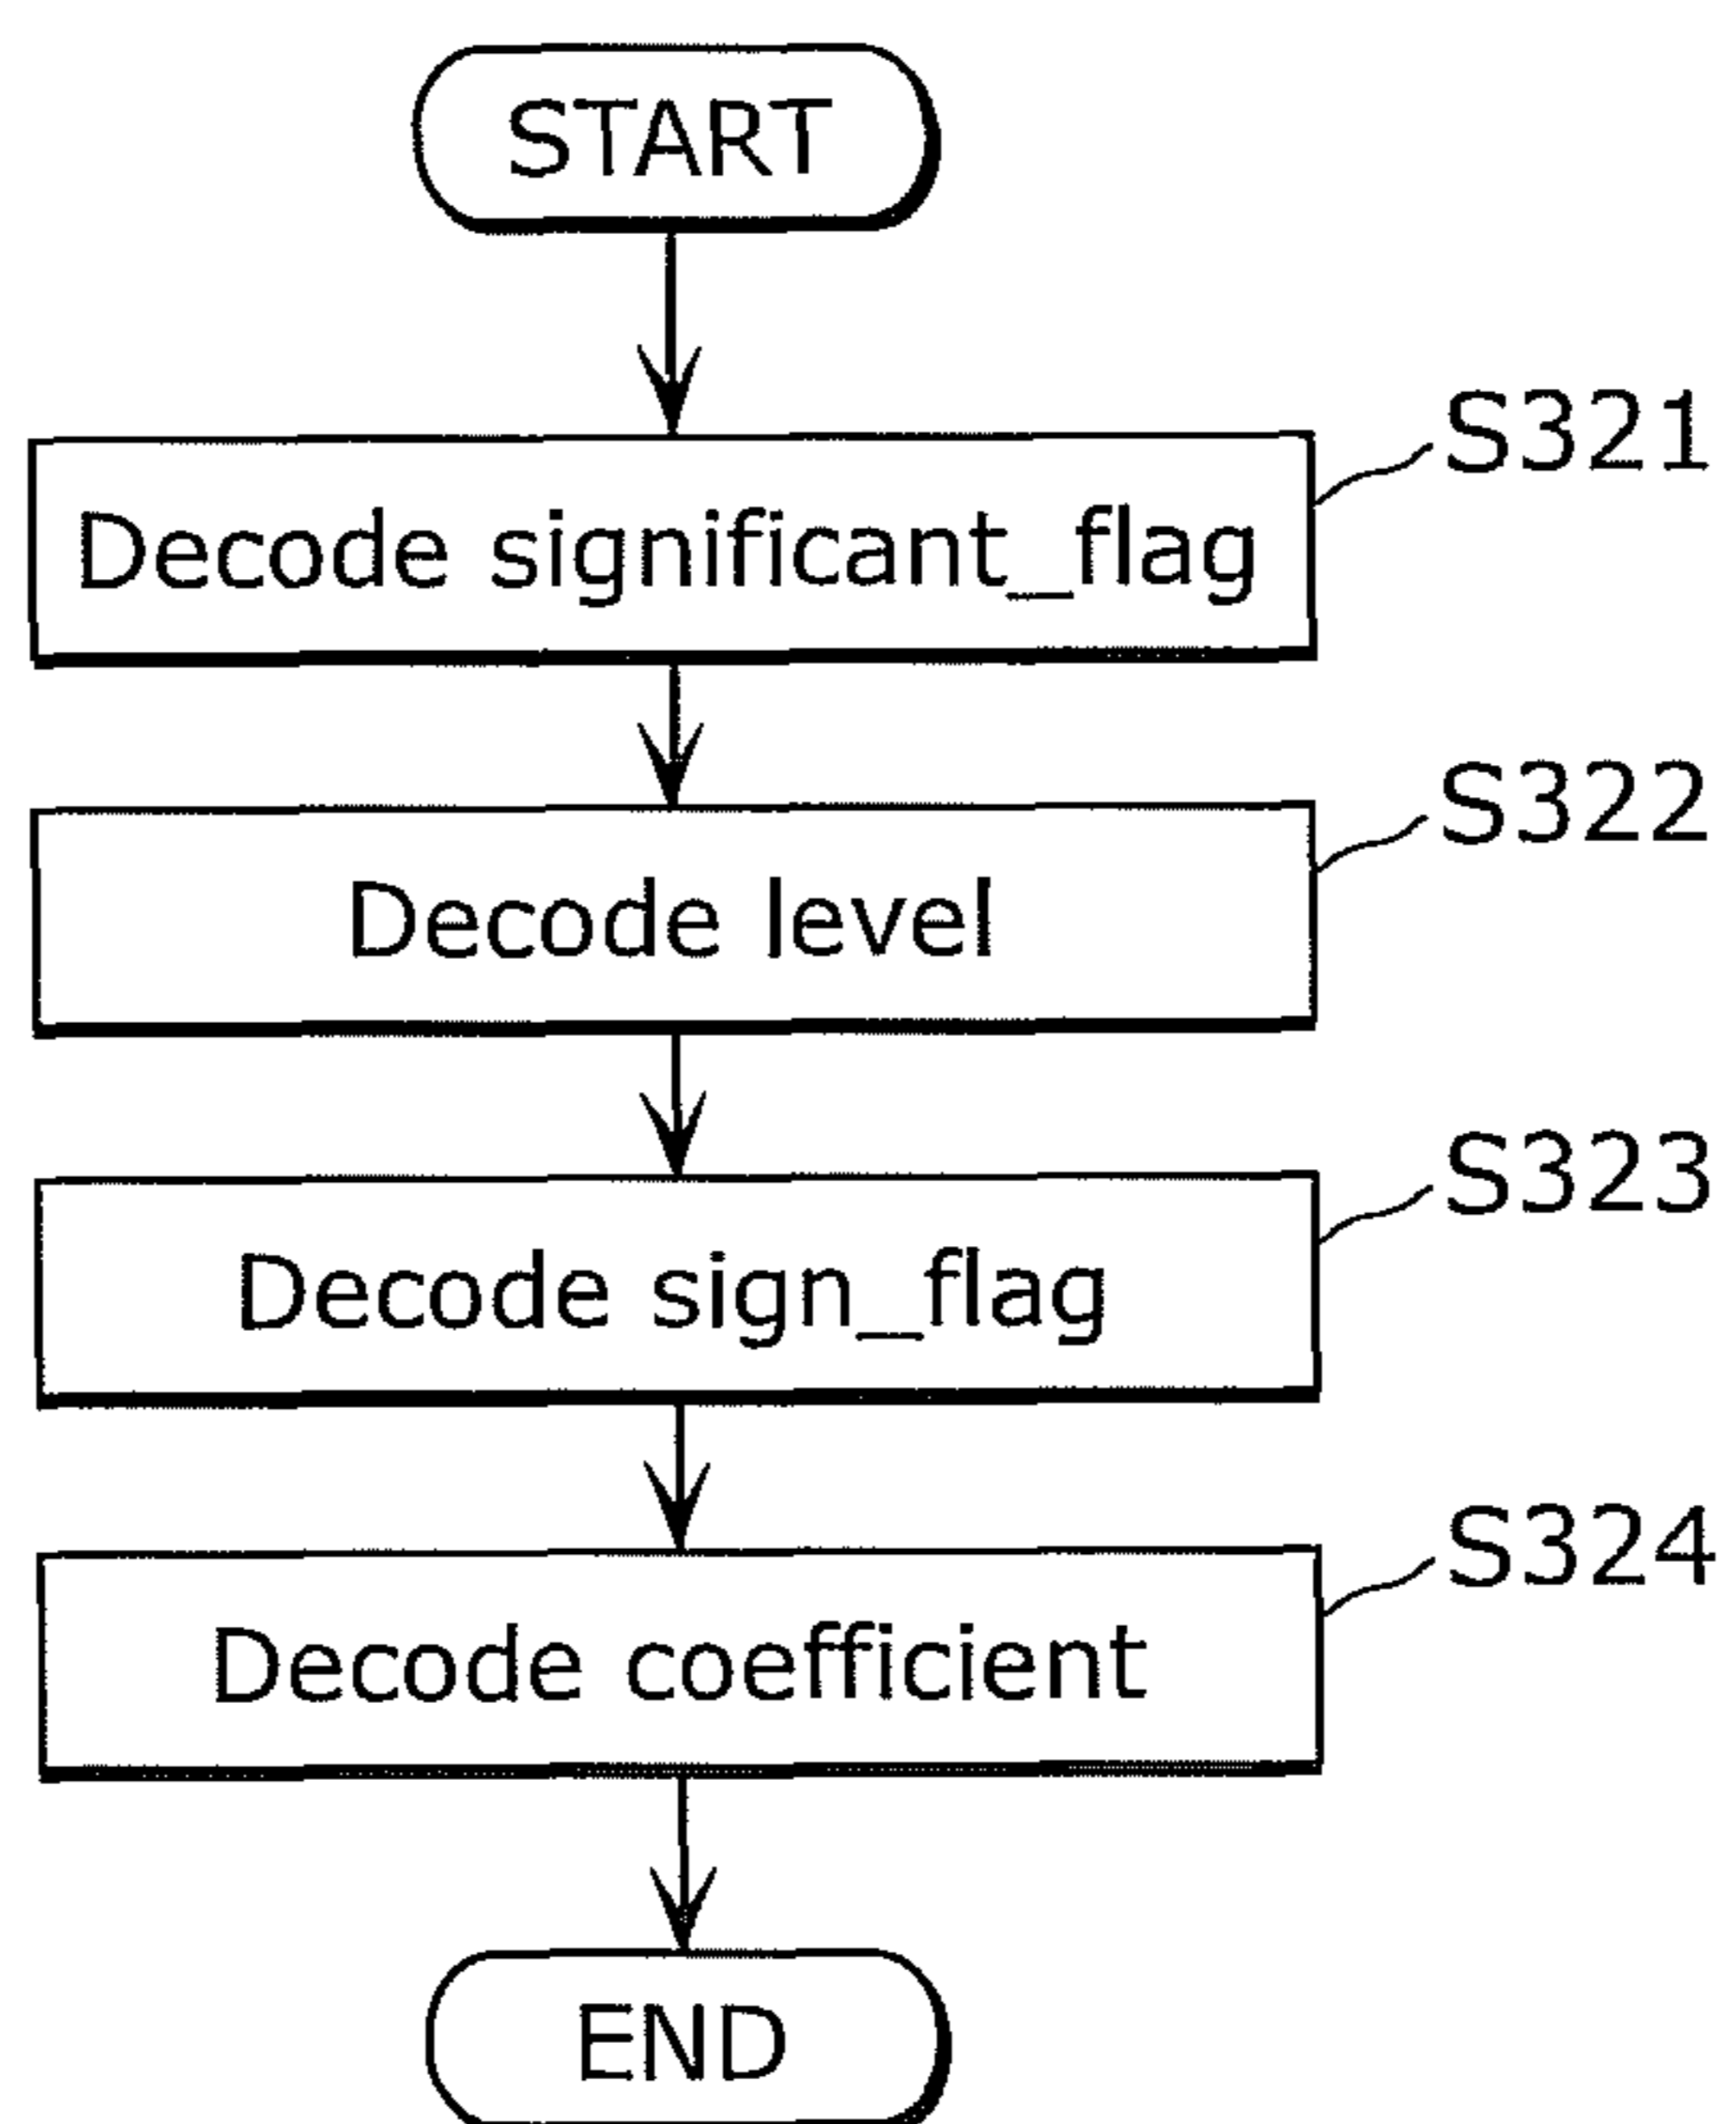 START
S321
Decode significant_flag
S322
Decode level
S323
Decode sign_flag
S324
Decode coefficient
END